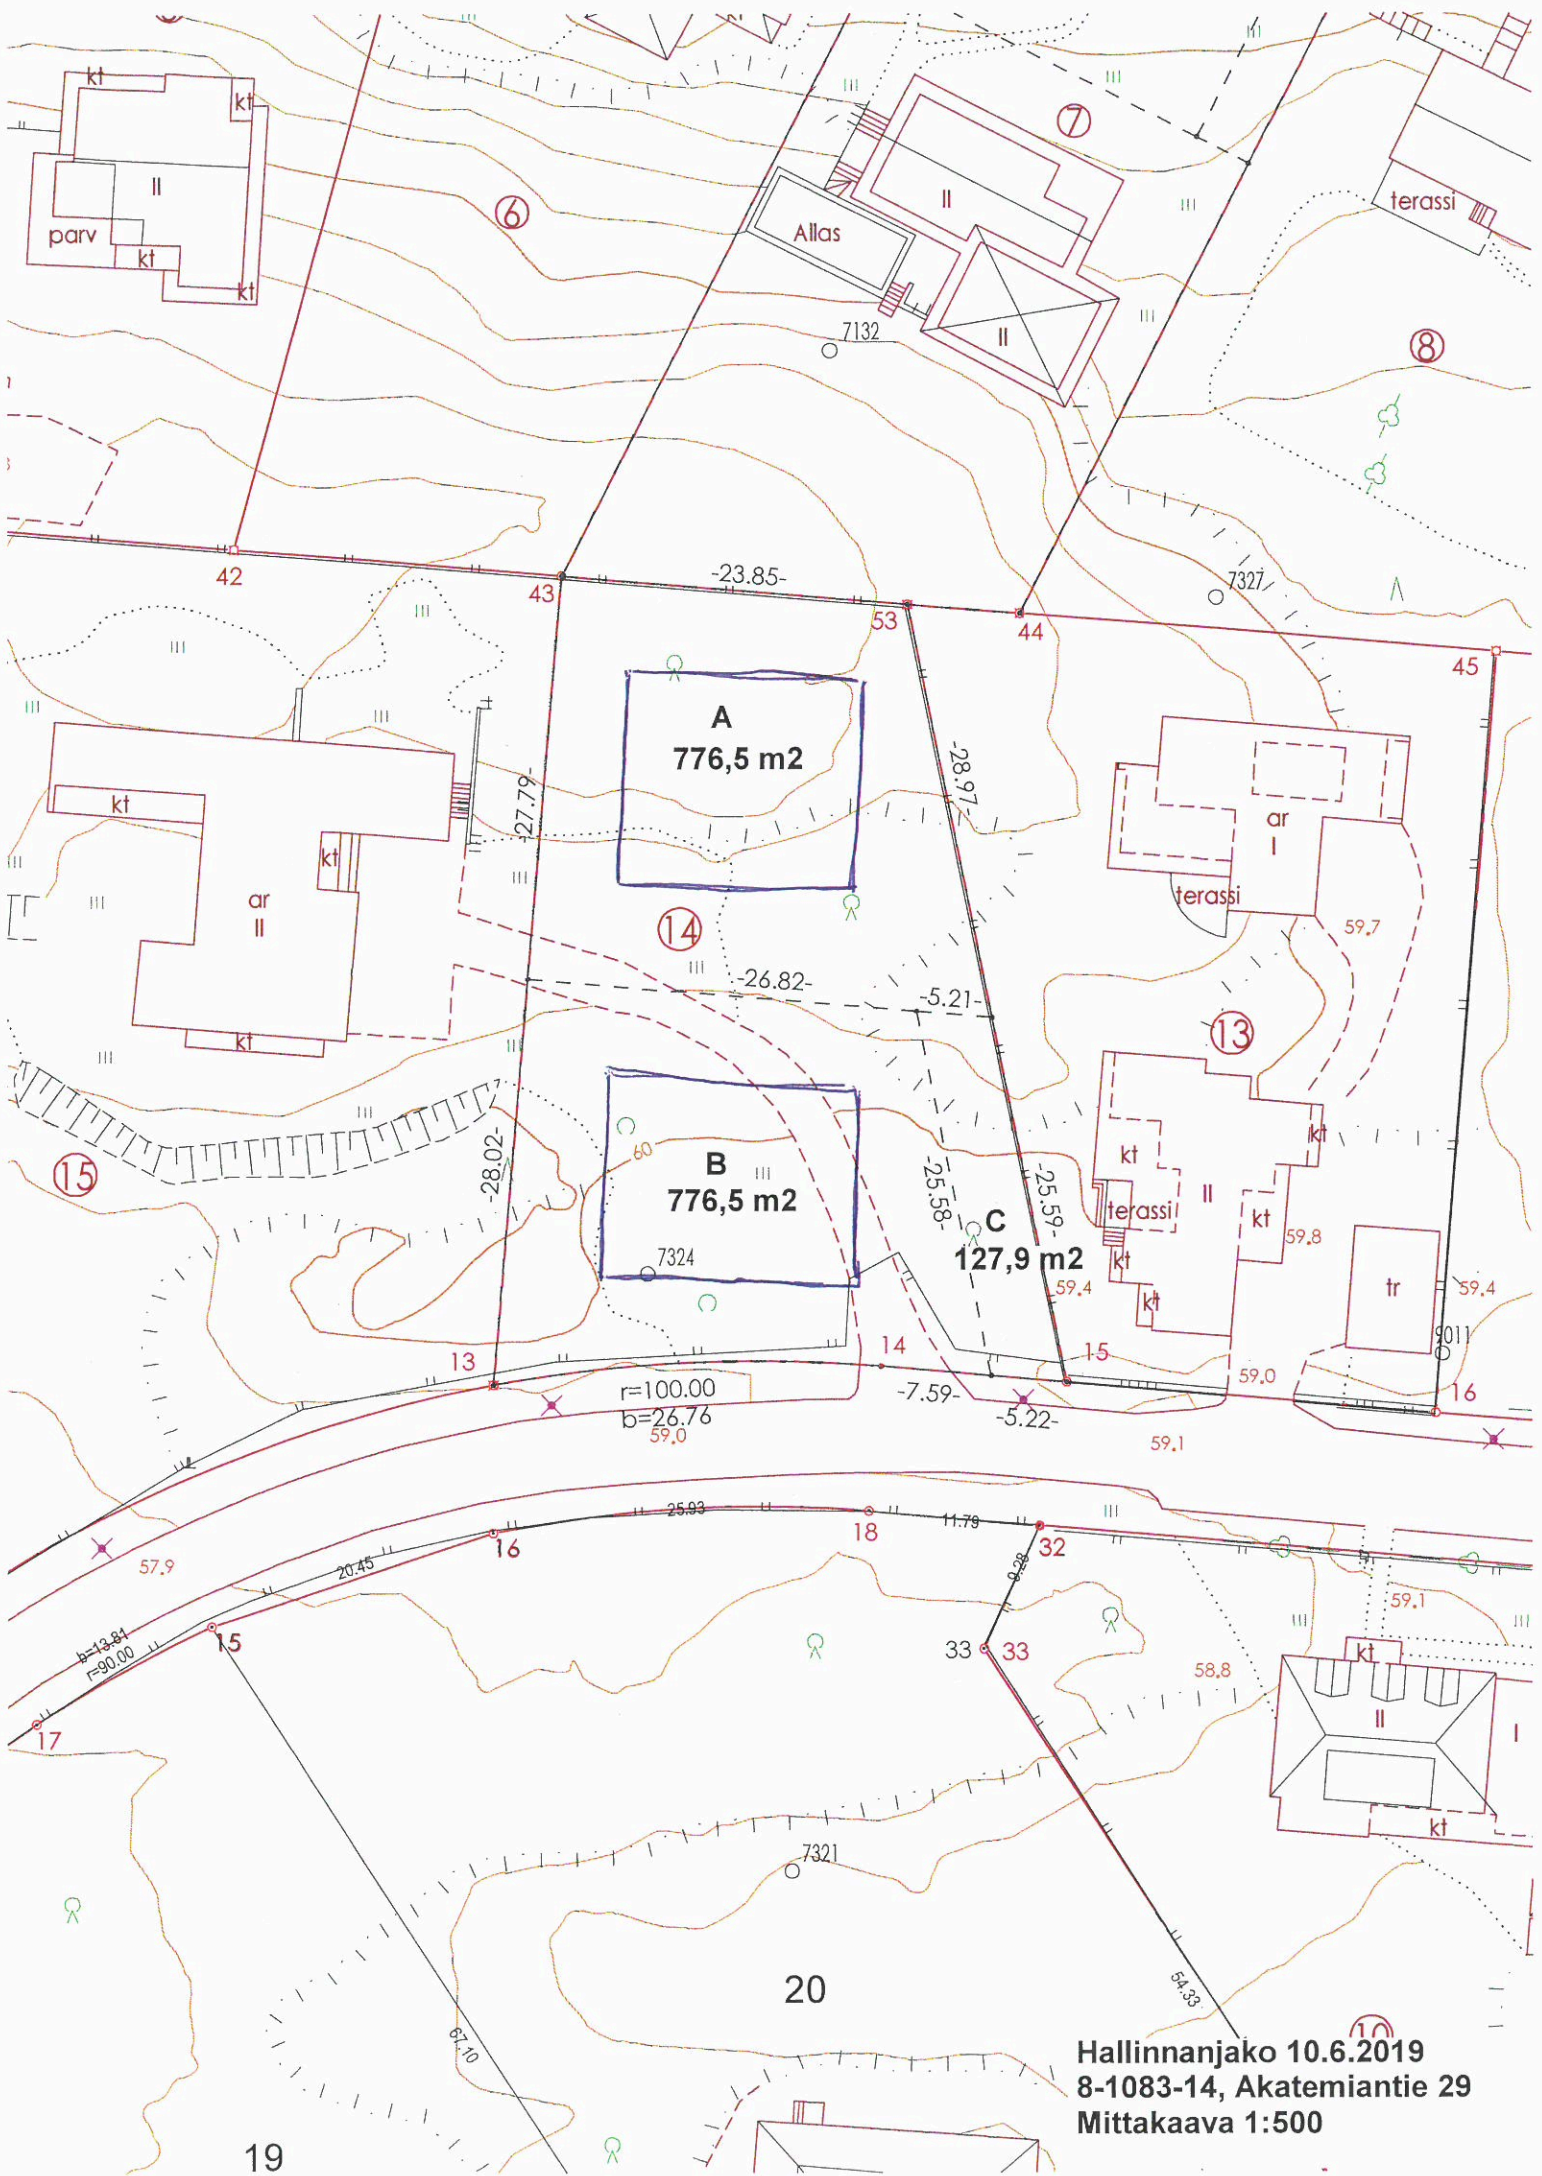 kt
kt
7
II
II
terassi
6
parv
Allas
kt
kt
II
7132
8
42
43
-23.85-
7327
53
44
45
A
776,5 m2
-27.79-
-28.97-
kt
kt
ar
I
ar
II
terassi
14
59.7
-26.82-
-5.21-
13
kt
60
-28.02-
B
776,5 m2
15
-25.58-
-25.59-
C
127,9 m2
kt
kt
terassi
II
kt
59.8
kt
kt
7324
59.4
tr
59.4
9011
13
14
15
59.0
16
r=100.00
b=26.76
-7.59-
-5.22-
59.0
59.1
25.93
18
11.79
32
16
57.9
20.45
9.28
59.1
b=13.81
r=90.00
15
33
33
kt
58.8
17
II
I
kt
7321
20
54.33
67.10
Hallinnanjako 10.6.2019
8-1083-14, Akatemiantie 29
Mittakaava 1:500
19